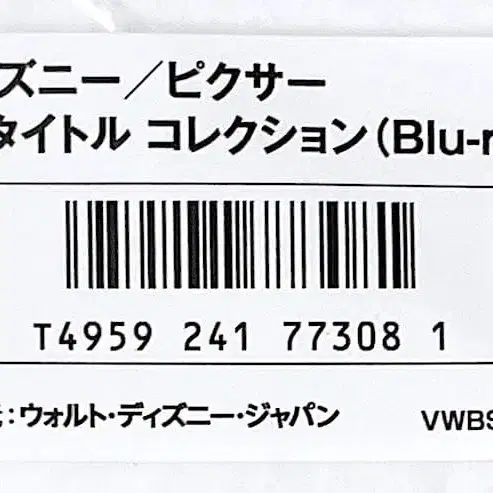 ズニー／ピクサー
タイトル コレクション（Blu-r
T4959 241 77308 1
：ウォルト・ディズニー・ジャパン VWBS